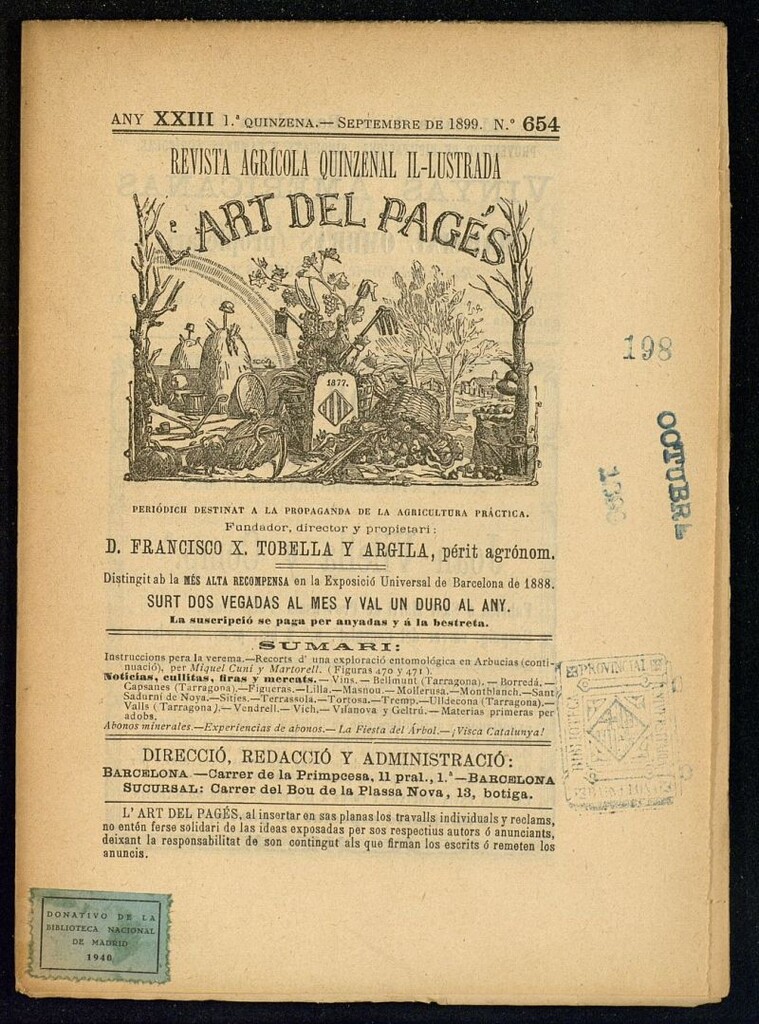 ANY XXIII 1.ª QUINZENA.— SEPTEMBRE DE 1899. N.º 654
REVISTA AGRÍCOLA QUINZENAL IL-LUSTRADA
L'ART DEL PAGÉS
1877.
PERIÓDICH DESTINAT A LA PROPAGANDA DE LA AGRICULTURA PRÁCTICA.
Fundador, director y propietari:
D. FRANCISCO X. TOBELLA Y ARGILA, périt agrónom.
Distingit ab la MÉS ALTA RECOMPENSA en la Exposició Universal de Barcelona de 1888.
SURT DOS VEGADAS AL MES Y VAL UN DURO AL ANY.
La suscripció se paga per anyadas y á la bestreta.
SUMARI:
Instruccions pera la verema.—Recorts d' una exploració entomológica en Arbucias (conti-
nuació), per Miquel Cuní y Martorell. (Figuras 470 y 471).
Noticias, cullitas, firas y mercats.— Vins.— Bellmunt (Tarragona). — Borredá.—
Capsanes (Tarragona).—Figueras.—Lilla.—Masnou.— Mollerusa.—Monthblanch.—Sant
Sadurní de Noya.—Sitjes.—Terrassola.—Tortosa.—Tremp.—Ulldecona (Tarragona).—
Valls (Tarragona).—Vendrell.— Vich.— Vilanova y Geltrú.— Materias primeras per
adobs.
Abonos minerales.—Experiencias de abonos.— La Fiesta del Árbol.— ¡Visca Catalunya!
DIRECCIÓ, REDACCIÓ Y ADMINISTRACIÓ:
BARCELONA —Carrer de la Primpcesa, 11 pral., 1.ª—BARCELONA
SUCURSAL: Carrer del Bou de la Plassa Nova, 13, botiga.
L' ART DEL PAGÉS, al insertar en sas planas los travalls individuals y reclams,
no entén ferse solidari de las ideas exposadas per sos respectius autors ó anunciants,
deixant la responsabilitat de son contingut als que firman los escrits ó remeten los
anuncis.
198
OCTUBRE
PROVINCIAL
BIBLIOTECA
DONATIVO DE LA
BIBLIOTECA NACIONAL
DE MADRID
1940